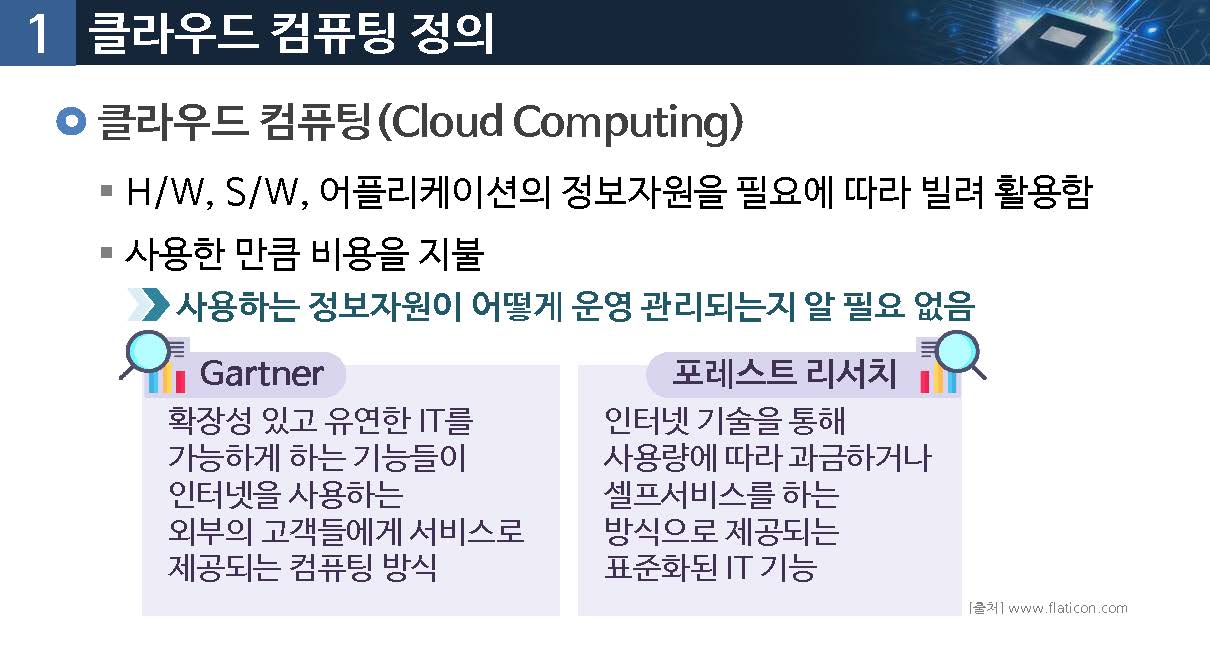 1 클라우드 컴퓨팅 정의
클라우드 컴퓨팅(Cloud Computing)
H/W, S/W, 어플리케이션의 정보자원을 필요에 따라 빌려 활용함
사용한 만큼 비용을 지불
사용하는 정보자원이 어떻게 운영 관리되는지 알 필요 없음
Gartner
확장성 있고 유연한 IT를
가능하게 하는 기능들이
인터넷을 사용하는
외부의 고객들에게 서비스로
제공되는 컴퓨팅 방식
포레스트 리서치
인터넷 기술을 통해
사용량에 따라 과금하거나
셀프서비스를 하는
방식으로 제공되는
표준화된 IT 기능
[출처] www.flaticon.com